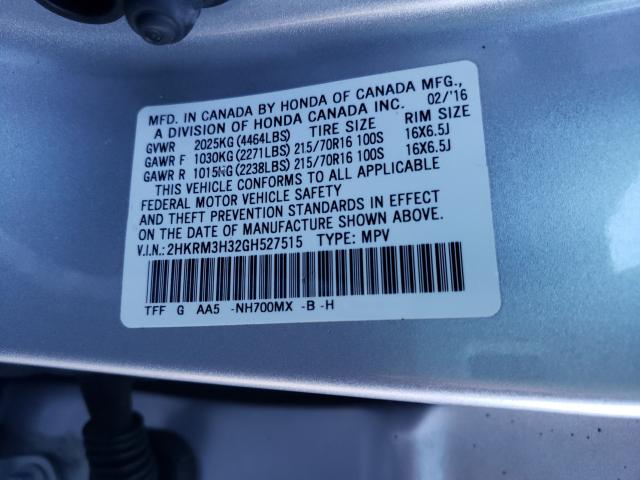 MFD. IN CANADA BY HONDA OF CANADA MFG.,
A DIVISION OF HONDA CANADA INC. 02/'16
GVWR 2025KG (4464LBS) TIRE SIZE RIM SIZE
GAWR F 1030KG (2271LBS) 215/70R16 100S 16X6.5J
GAWR R 1015KG (2238LBS) 215/70R16 100S 16X6.5J
THIS VEHICLE CONFORMS TO ALL APPLICABLE
FEDERAL MOTOR VEHICLE SAFETY
AND THEFT PREVENTION STANDARDS IN EFFECT
ON THE DATE OF MANUFACTURE SHOWN ABOVE.
V.I.N.:2HKRM3H32GH527515 TYPE: MPV
TFF G AA5 -NH700MX -B -H